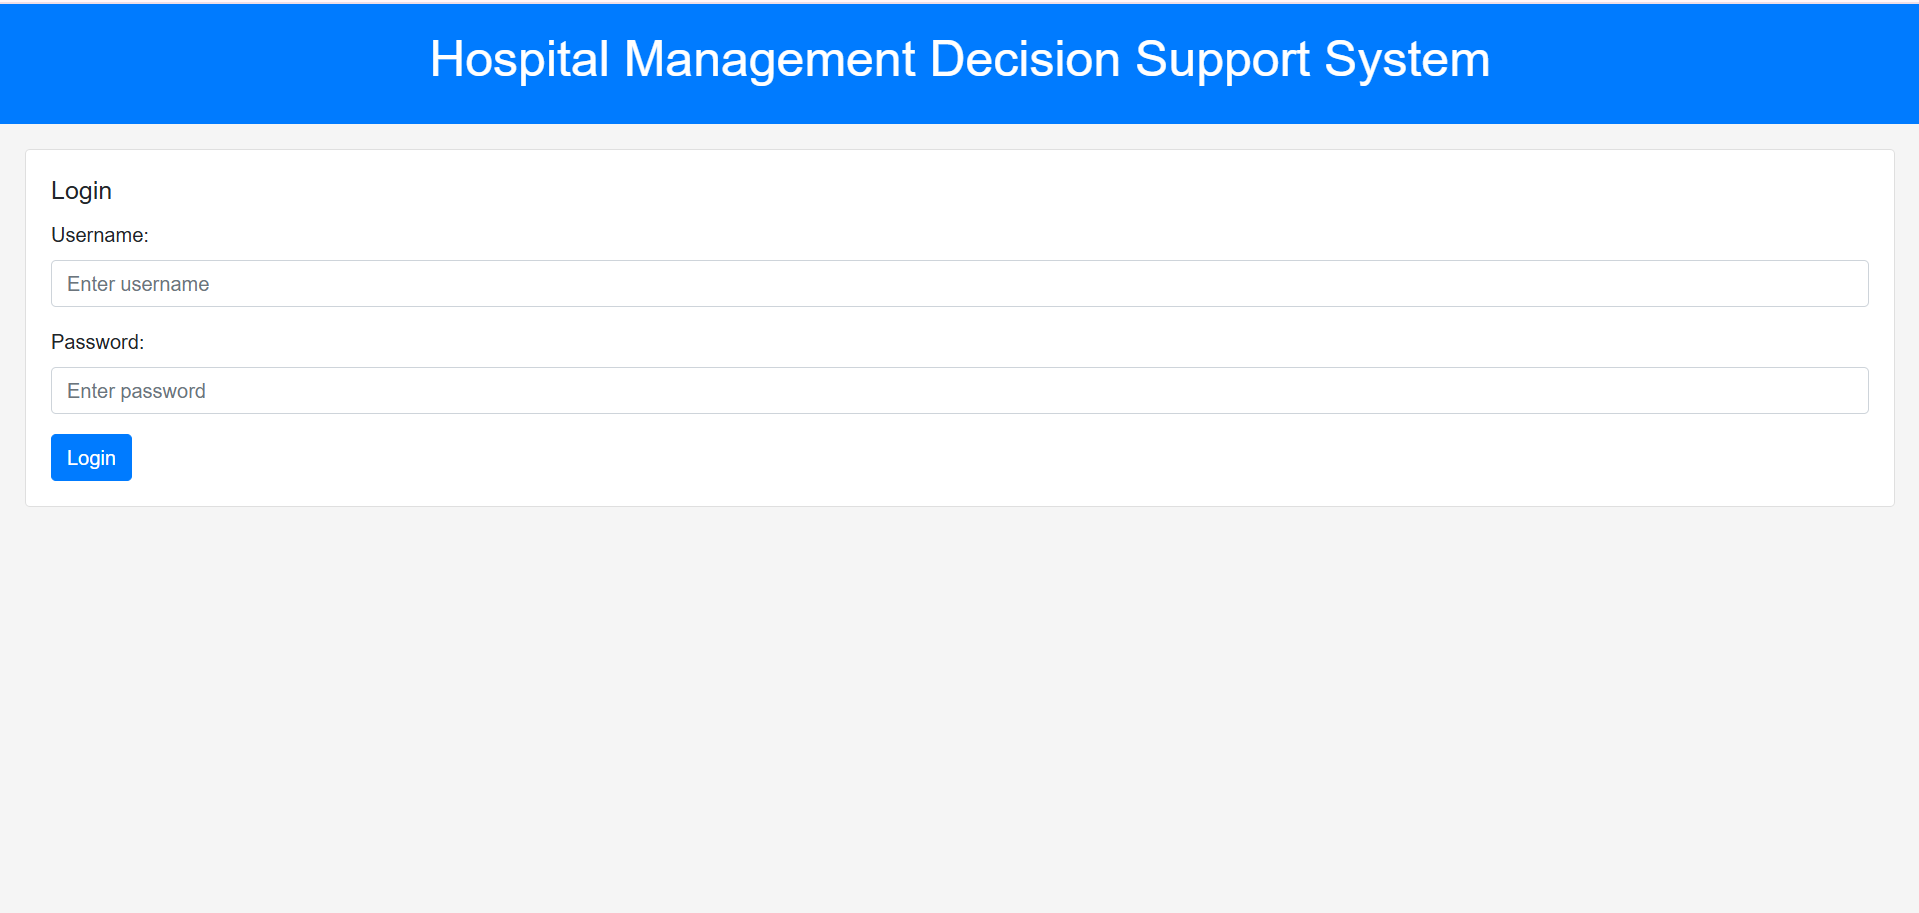 Hospital Management Decision Support System
Login
Username:
Enter username
Password:
Enter password
Login